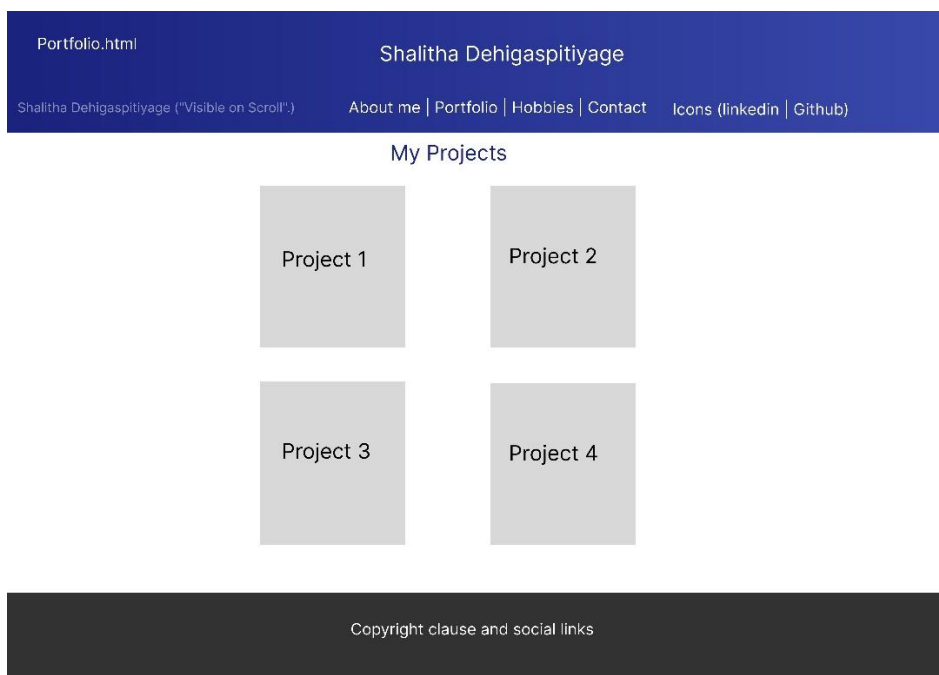 Portfolio.html
Shalitha Dehigaspitiyage
Shalitha Dehigaspitiyage ("Visible on Scroll".)
About me | Portfolio | Hobbies | Contact
Icons (linkedin | Github)
My Projects
Project 1
Project 2
Project 3
Project 4
Copyright clause and social links